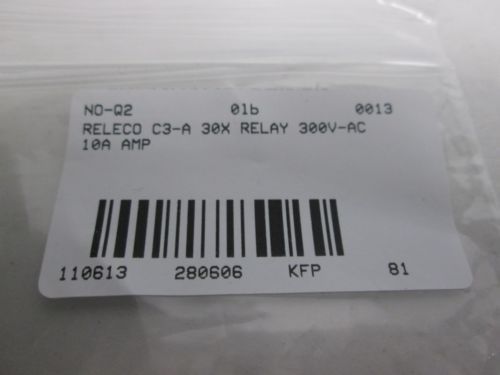 NO-Q2 01b 0013
RELECO C3-A 30X RELAY 300V-AC
10A AMP
110613 280606 KFP 81